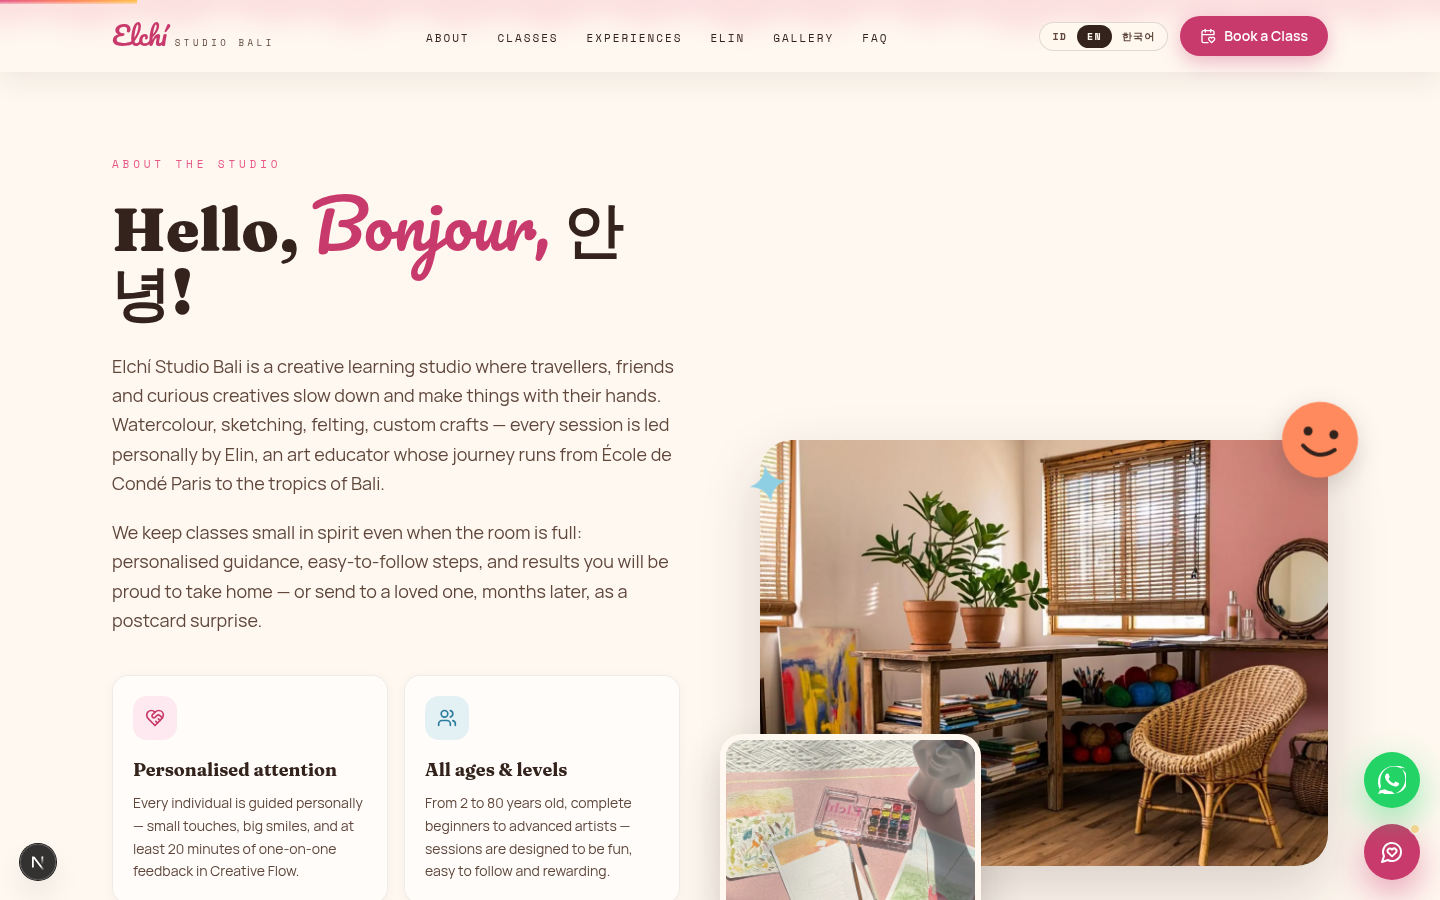 Elchí STUDIO BALI
ABOUT CLASSES EXPERIENCES ELIN GALLERY FAQ
ID EN 한국어
Book a Class
ABOUT THE STUDIO
Hello, Bonjour, 안
녕!
Elchí Studio Bali is a creative learning studio where travellers, friends
and curious creatives slow down and make things with their hands.
Watercolour, sketching, felting, custom crafts — every session is led
personally by Elin, an art educator whose journey runs from École de
Condé Paris to the tropics of Bali.
We keep classes small in spirit even when the room is full:
personalised guidance, easy-to-follow steps, and results you will be
proud to take home — or send to a loved one, months later, as a
postcard surprise.
Personalised attention
Every individual is guided personally
— small touches, big smiles, and at
least 20 minutes of one-on-one
feedback in Creative Flow.
All ages & levels
From 2 to 80 years old, complete
beginners to advanced artists —
sessions are designed to be fun,
easy to follow and rewarding.
N